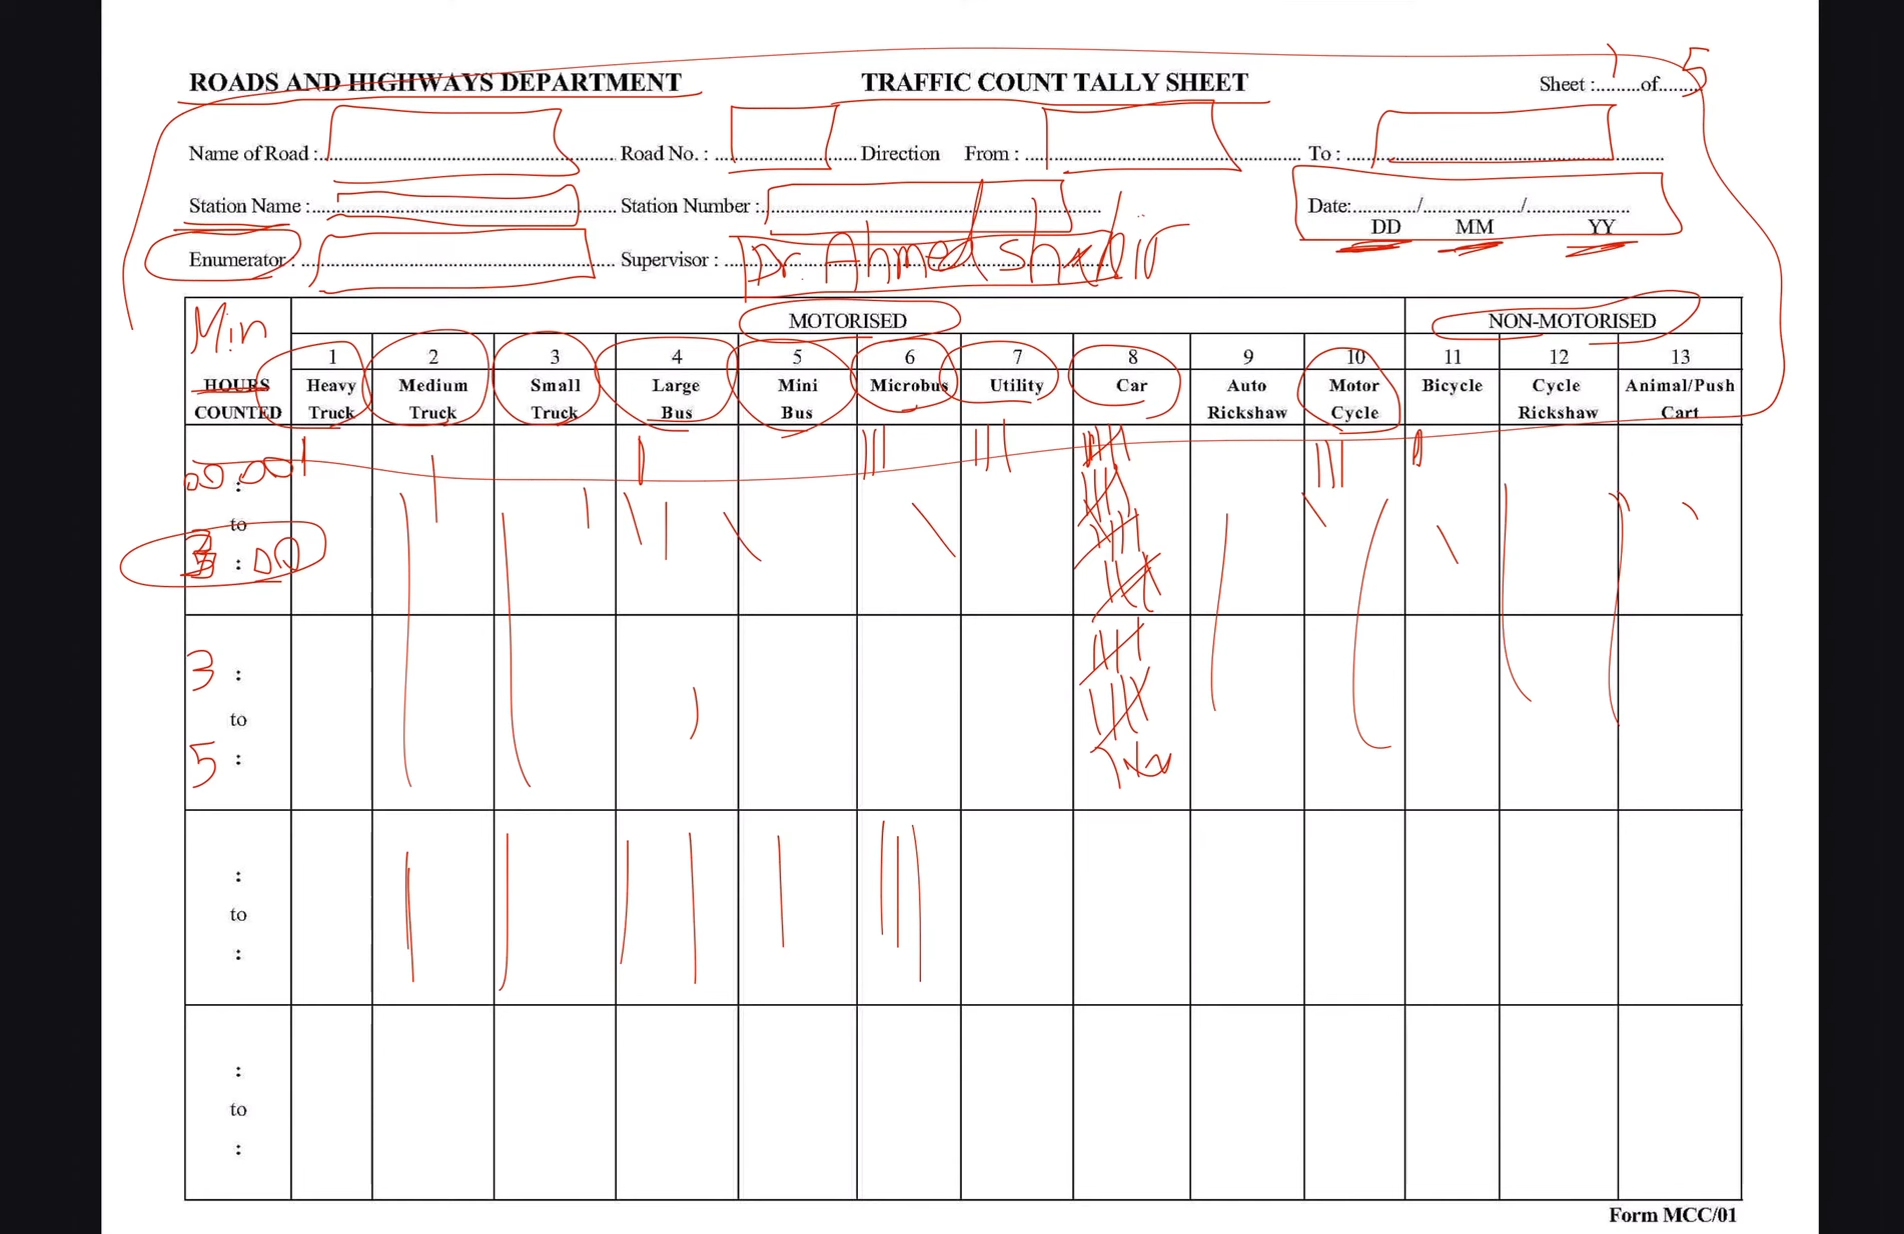 ROADS AND HIGHWAYS DEPARTMENT TRAFFIC COUNT TALLY SHEET Sheet :........of........ 1 5
Name of Road :.................... Road No. : .................... Direction From : .................... To : ....................
Station Name :.................... Station Number :.................... Date:............/............/............
DD MM YY
Enumerator : .................... Supervisor : .................... Dr. Ahmed Shabbir
Min MOTORISED NON-MOTORISED
1 2 3 4 5 6 7 8 9 10 11 12 13
HOURS Heavy Medium Small Large Mini Microbus Utility Car Auto Motor Bicycle Cycle Animal/Push
COUNTED Truck Truck Truck Bus Bus Rickshaw Cycle Rickshaw Cart
00 : 00
to
: 00
3 :
to
5 :
:
to
:
:
to
:
Form MCC/01